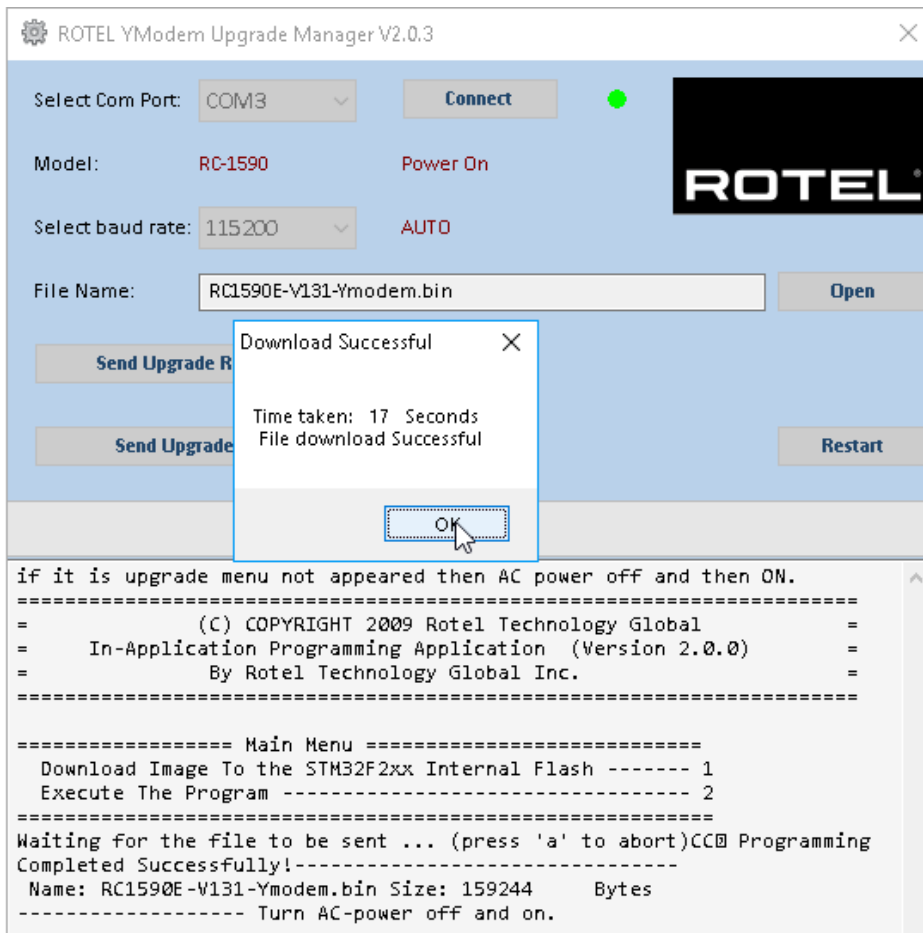 ROTEL YModem Upgrade Manager V2.0.3
Select Com Port: COM3 Connect
ROTEL
Model: RC-1590 Power On
Select baud rate: 115200 AUTO
File Name: RC1590E-V131-Ymodem.bin Open
Download Successful
Send Upgrade R
Time taken: 17 Seconds
File download Successful
Send Upgrade Restart
OK
if it is upgrade menu not appeared then AC power off and then ON.
======================================================================
= (C) COPYRIGHT 2009 Rotel Technology Global =
= In-Application Programming Application (Version 2.0.0) =
= By Rotel Technology Global Inc. =
======================================================================
================== Main Menu ============================
Download Image To the STM32F2xx Internal Flash ------- 1
Execute The Program ---------------------------------- 2
==========================================================
Waiting for the file to be sent ... (press 'a' to abort)CC Programming
Completed Successfully!--------------------------------
Name: RC1590E-V131-Ymodem.bin Size: 159244 Bytes
------------------- Turn AC-power off and on.